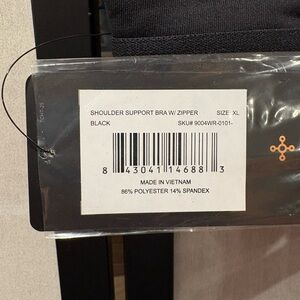 SHOULDER SUPPORT BRA W/ ZIPPER SIZE XL
BLACK SKU# 9004WR-0101-
8 43041 14688 3
MADE IN VIETNAM
86% POLYESTER 14% SPANDEX